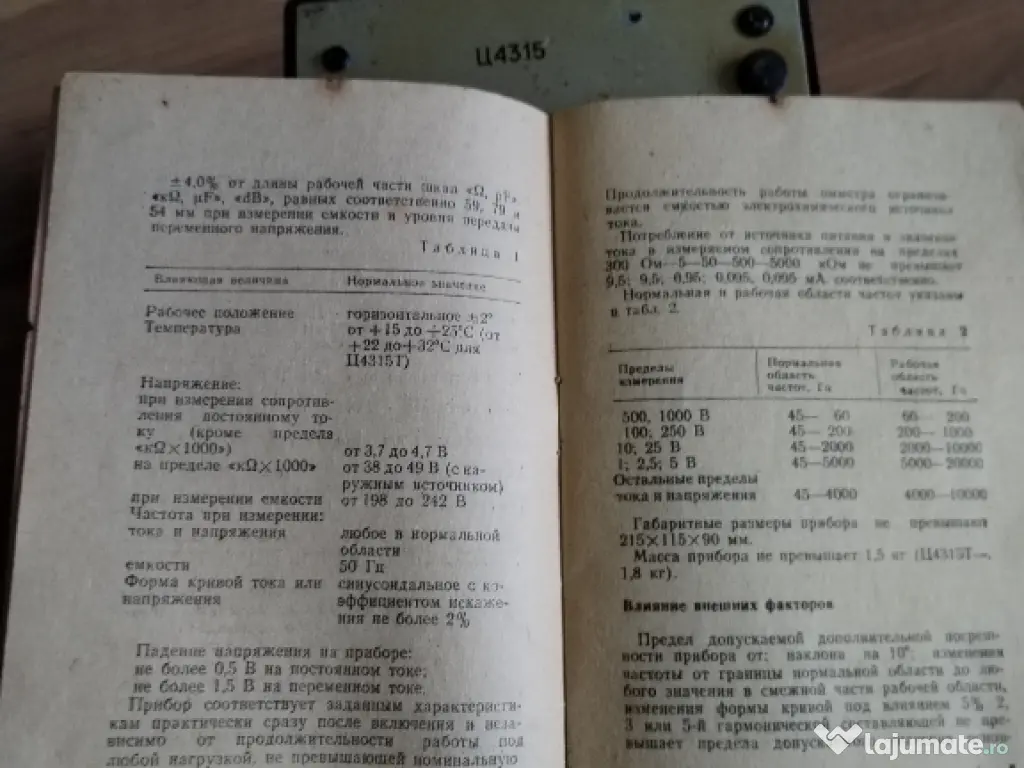 Ц4315
±4,0% от длины рабочей части шкал «Ω, μF»,
«кΩ, μF», «dB», равных соответственно 59, 79 и
54 мм при измерении емкости и уровня передачи
переменного напряжения.
Таблица 1
Влияющая величина Нормальное значение
Рабочее положение горизонтальное ±2°
Температура от +15 до +25°С (от
+22 до +32°С для
Ц4315Т)
Напряжение:
при измерении сопротив-
ления постоянному то-
ку (кроме предела
«кΩ×1000») от 3,7 до 4,7 В
на пределе «кΩ×1000» от 38 до 49 В (с на-
ружным источником)
при измерении емкости от 198 до 242 В
Частота при измерении:
тока и напряжения любое в нормальной
области
емкости 50 Гц
Форма кривой тока или синусоидальное с ко-
напряжения эффициентом искаже-
ния не более 2%
Падение напряжения на приборе:
не более 0,5 В на постоянном токе;
не более 1,5 В на переменном токе.
Прибор соответствует заданным характеристи-
кам практически сразу после включения и неза-
висимо от продолжительности работы под
любой нагрузкой, не превышающей номинальную
Продолжительность работы омметра ограничи-
вается емкостью электрохимического источника
тока.
Потребление от источника питания и значение
тока в измеряемом сопротивлении на пределах
300 Ом—5—50—500—5000 кОм не превышают
9,5; 9,5; 0,95; 0,095; 0,095 мА соответственно.
Нормальная и рабочая области частот указаны
в табл. 2.
Таблица 2
Пределы измерения Нормальная область частот, Гц Рабочая область частот, Гц
500, 1000 В 45— 60 60— 200
100; 250 В 45— 200 200— 1000
10; 25 В 45—2000 2000—10000
1; 2,5; 5 В 45—5000 5000—20000
Остальные пределы
тока и напряжения 45—4000 4000—10000
Габаритные размеры прибора не превышают
215×115×90 мм.
Масса прибора не превышает 1,5 кг (Ц4315Т—
1,8 кг).
Влияние внешних факторов
Предел допускаемой дополнительной погреш-
ности прибора от: наклона на 10°; изменения
частоты от границы нормальной области до лю-
бого значения в смежной части рабочей области,
изменения формы кривой под влиянием 5% 2,
3 или 5-й гармонической составляющей не пре-
вышает предела
lajumate.ro